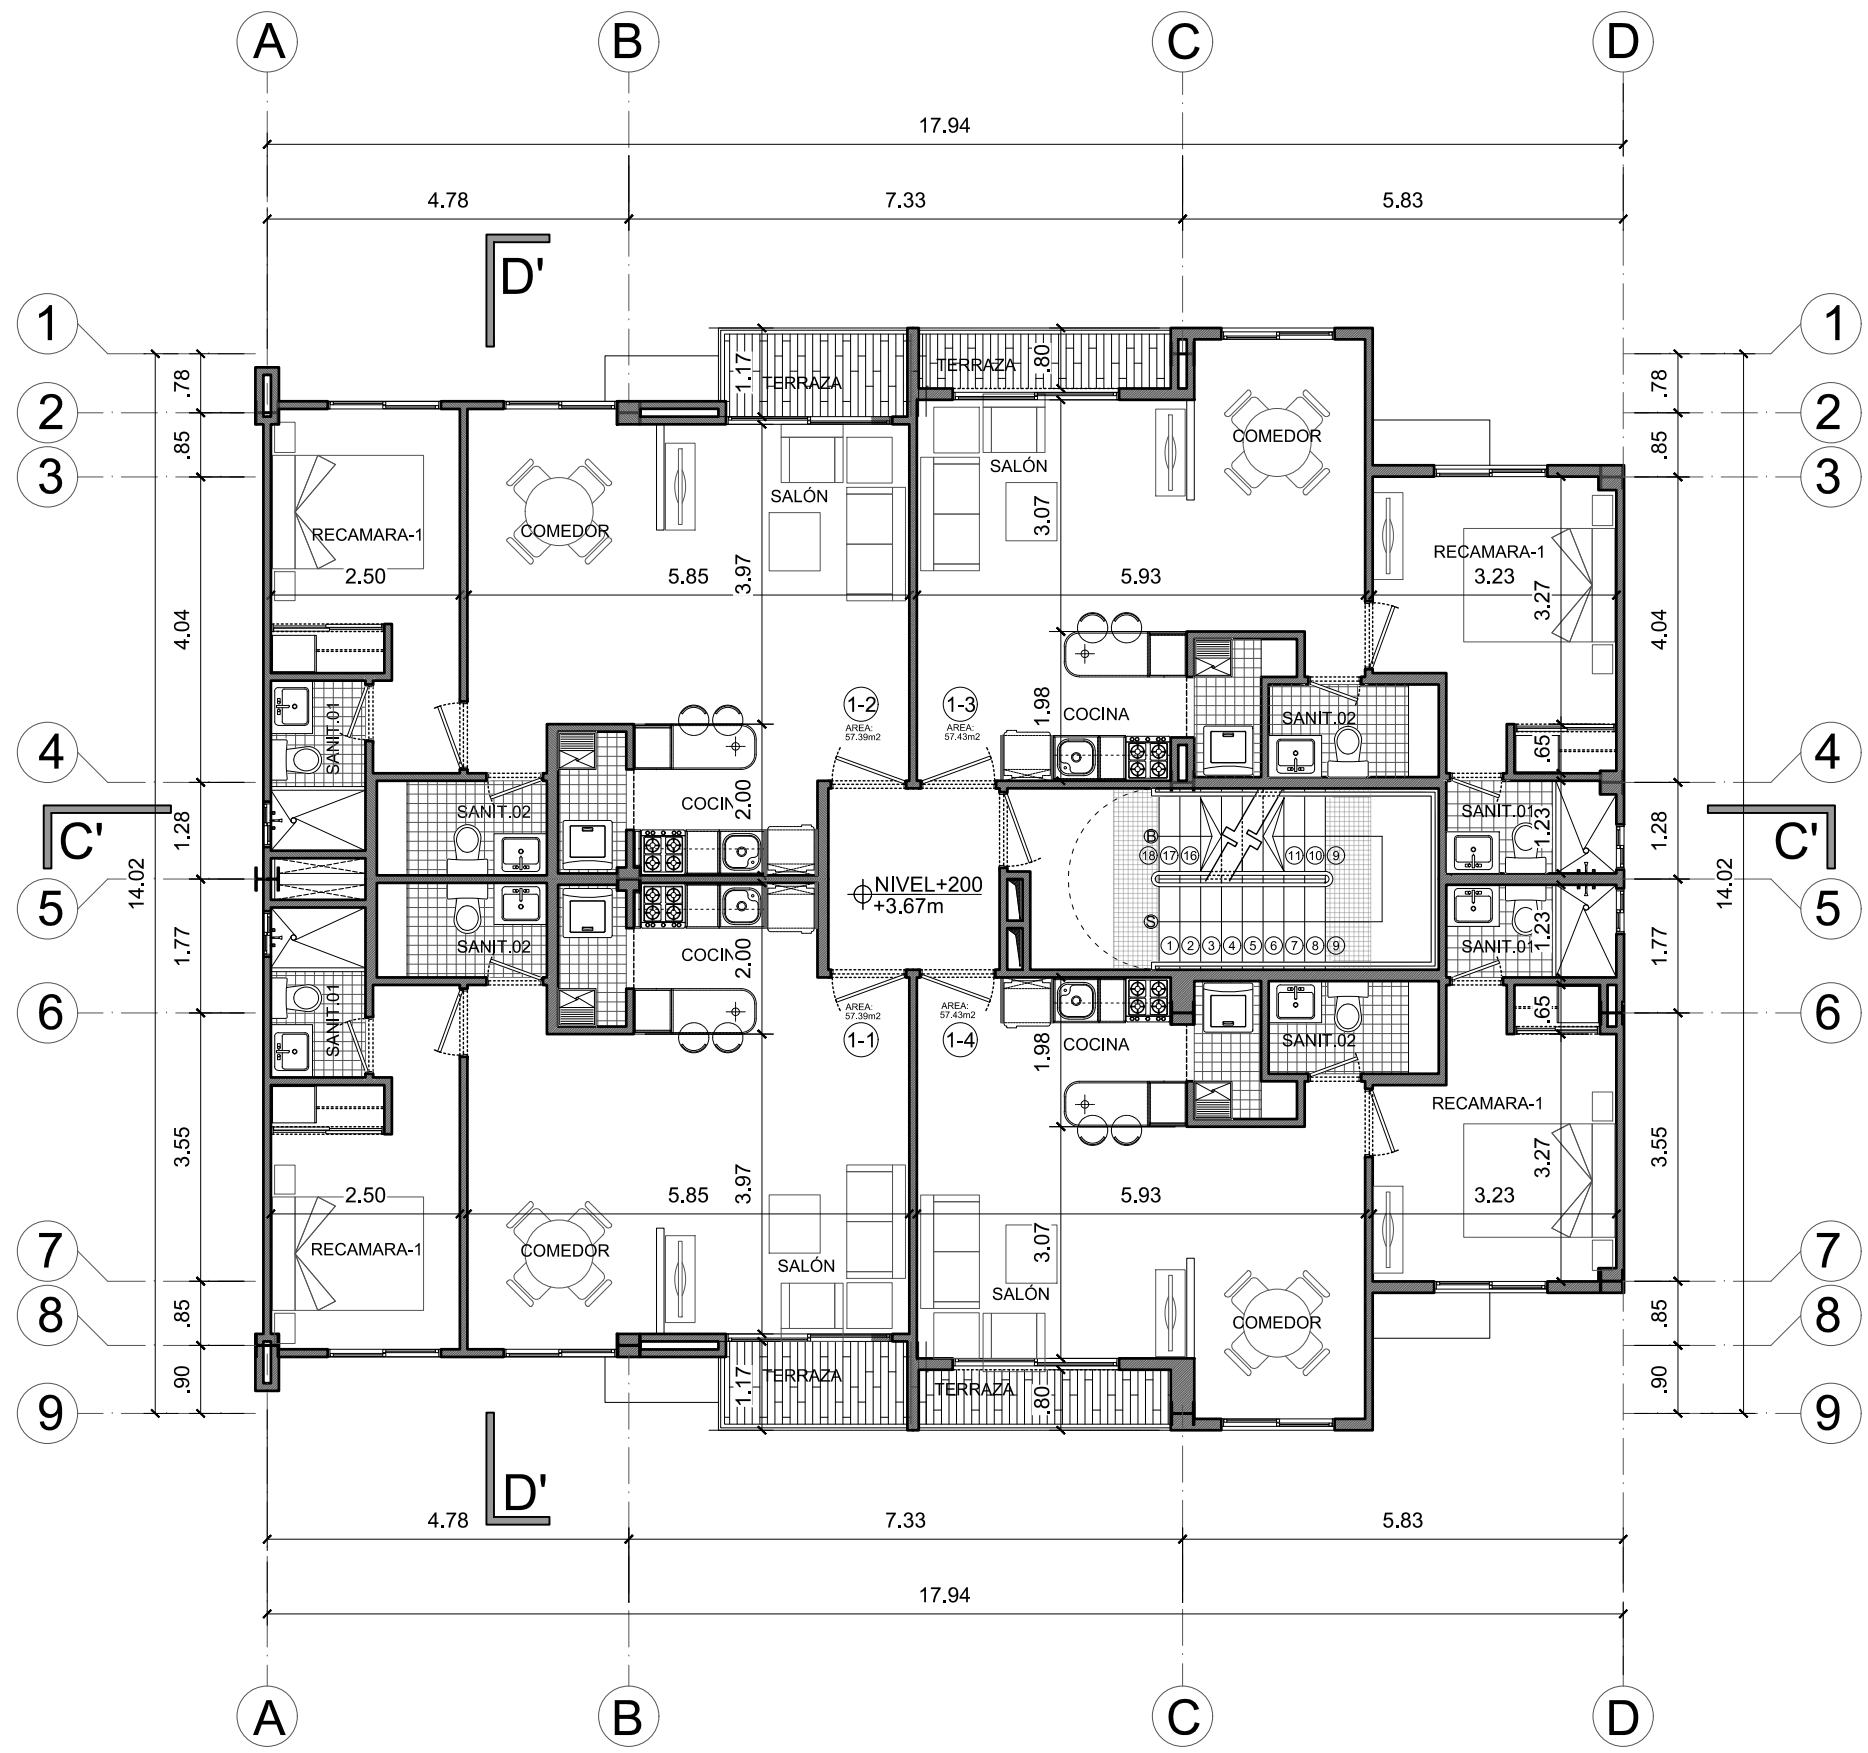 A B C D
17.94
4.78 7.33 5.83
D'
1 1
.78 1.17 TERRAZA TERRAZA .80 .78
2 2
.85 COMEDOR .85
3 SALÓN SALÓN 3
RECAMARA-1 COMEDOR 3.07 RECAMARA-1
2.50 5.85 3.97 5.93 3.23 3.27
4.04 4.04
1-2 1-3
AREA: AREA:
57.39m2 57.43m2
1.98 COCINA SANIT.02
SANIT.01 .65
4 4
SANIT.02 COCIN 2.00 SANIT.01 1.23
C' 1.28 B 1.28 C'
18 17 16 11 10 9
14.02 14.02
NIVEL+200
+3.67m
5 5
S
SANIT.02 COCIN 2.00 1 2 3 4 5 6 7 8 9 SANIT.01 1.23
1.77 1.77
6 6
SANIT.01 .65
AREA: AREA:
57.39m2 57.43m2
1-1 1-4
1.98 COCINA SANIT.02
RECAMARA-1
3.55 3.27 3.55
2.50 5.85 3.97 5.93 3.23
RECAMARA-1 COMEDOR SALÓN 3.07
7 7
SALÓN
.85 COMEDOR .85
8 8
.90 1.17 TERRAZA TERRAZA .80 .90
9 9
D'
4.78 7.33 5.83
17.94
A B C D